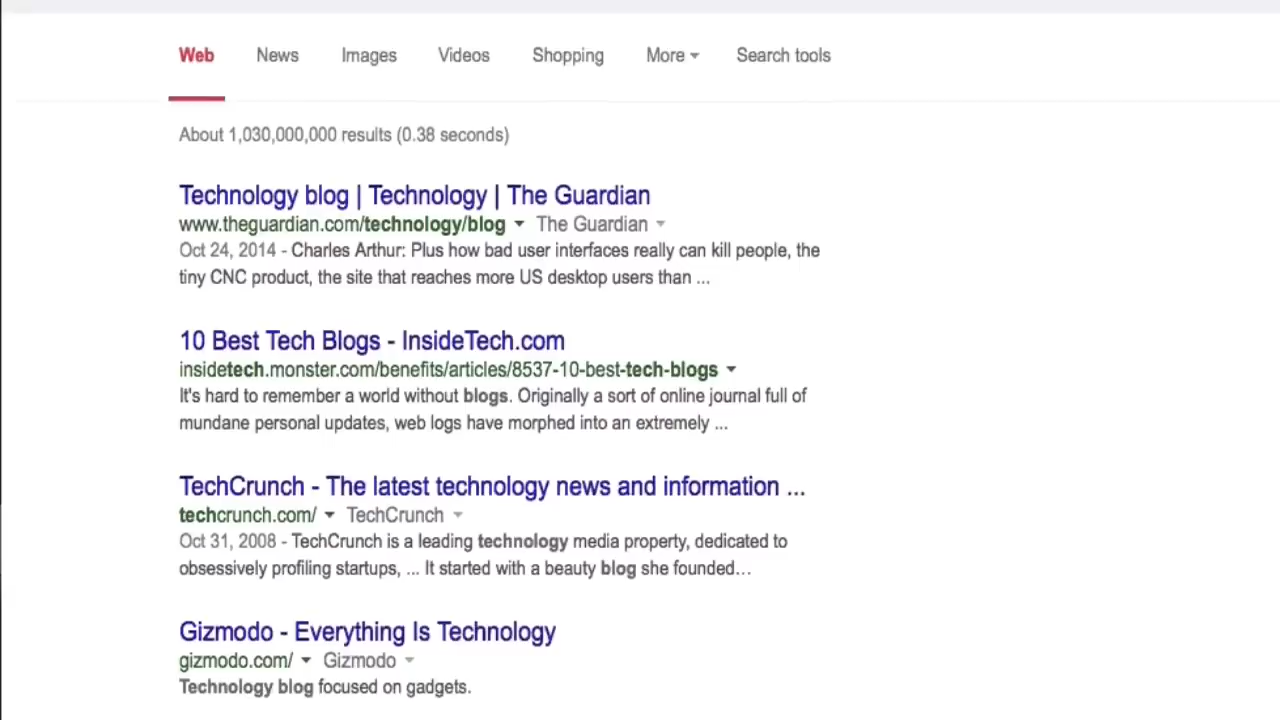 Web News Images Videos Shopping More Search tools
About 1,030,000,000 results (0.38 seconds)
Technology blog | Technology | The Guardian
www.theguardian.com/technology/blog The Guardian
Oct 24, 2014 - Charles Arthur: Plus how bad user interfaces really can kill people, the
tiny CNC product, the site that reaches more US desktop users than ...
10 Best Tech Blogs - InsideTech.com
insidetech.monster.com/benefits/articles/8537-10-best-tech-blogs
It's hard to remember a world without blogs. Originally a sort of online journal full of
mundane personal updates, web logs have morphed into an extremely ...
TechCrunch - The latest technology news and information ...
techcrunch.com/ TechCrunch
Oct 31, 2008 - TechCrunch is a leading technology media property, dedicated to
obsessively profiling startups, ... It started with a beauty blog she founded...
Gizmodo - Everything Is Technology
gizmodo.com/ Gizmodo
Technology blog focused on gadgets.